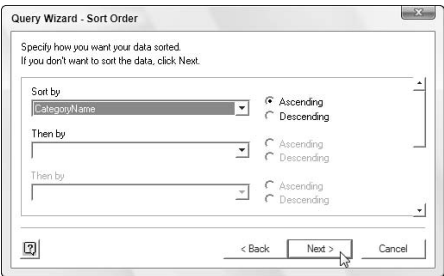 Query Wizard - Sort Order
Specify how you want your data sorted.
If you don't want to sort the data, click Next.
Sort by
CategoryName
Ascending
Descending
Then by
Ascending
Descending
Then by
Ascending
Descending
?
< Back
Next >
Cancel